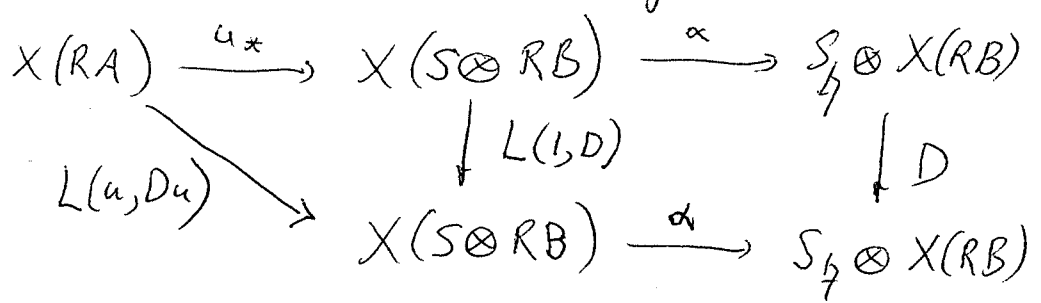 X(RA) u* X(S⊗RB) α S♮⊗X(RB)
L(u,Du) L(1,D) D
X(S⊗RB) α S♮⊗X(RB)